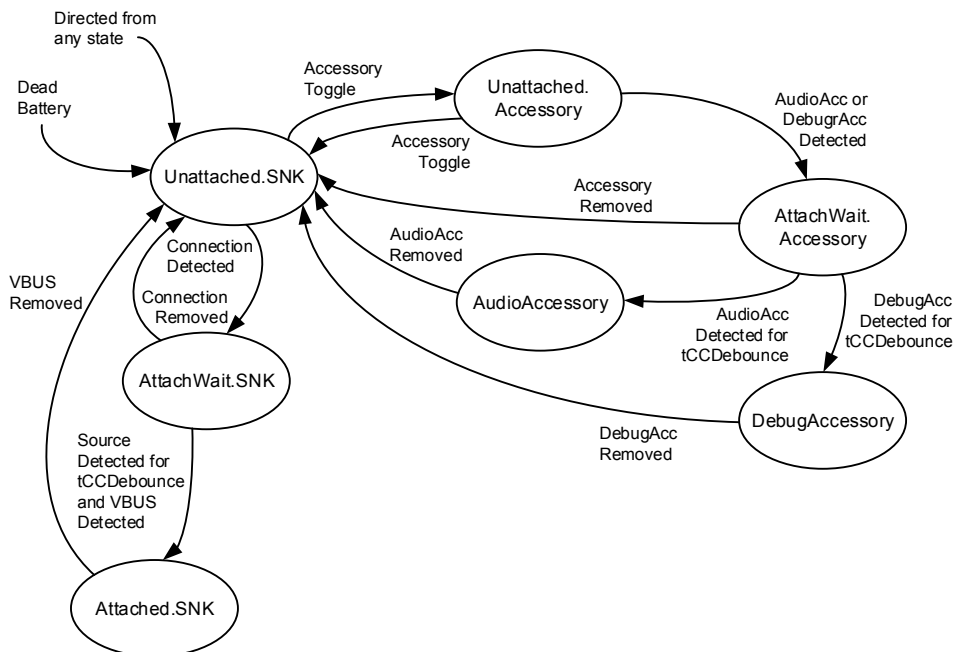 Directed from
any state
Dead
Battery
Accessory
Toggle
Unattached.
Accessory
AudioAcc or
DebugrAcc
Detected
Accessory
Toggle
Unattached.SNK
Accessory
Removed
AttachWait.
Accessory
Connection
Detected
AudioAcc
Removed
VBUS
Removed
Connection
Removed
AudioAccessory
AudioAcc
Detected for
tCCDebounce
DebugAcc
Detected for
tCCDebounce
AttachWait.SNK
DebugAccessory
DebugAcc
Removed
Source
Detected for
tCCDebounce
and VBUS
Detected
Attached.SNK